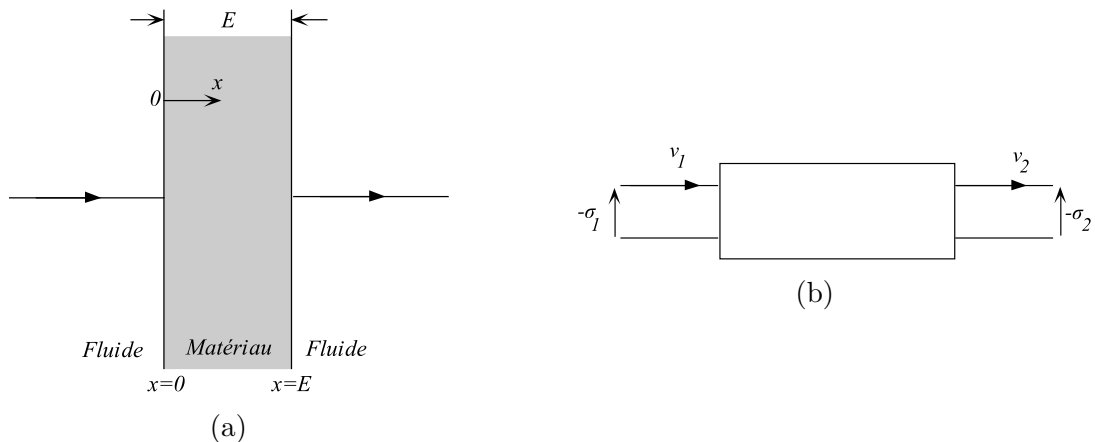 E
x
0
Fluide
Matériau
Fluide
x=0
x=E
(a)
v1
v2
-σ1
-σ2
(b)